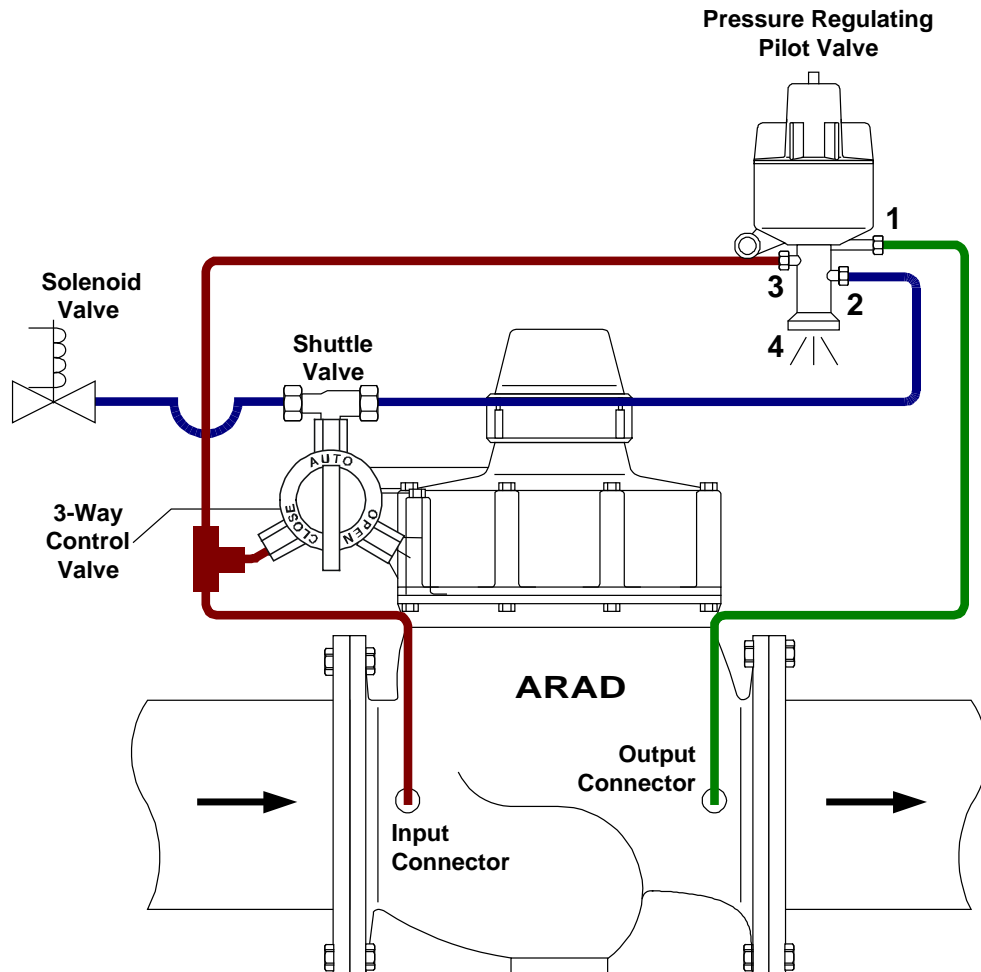 Pressure Regulating
Pilot Valve
1
3
2
4
Solenoid
Valve
Shuttle
Valve
AUTO
CLOSE
OPEN
3-Way
Control
Valve
ARAD
Output
Connector
Input
Connector